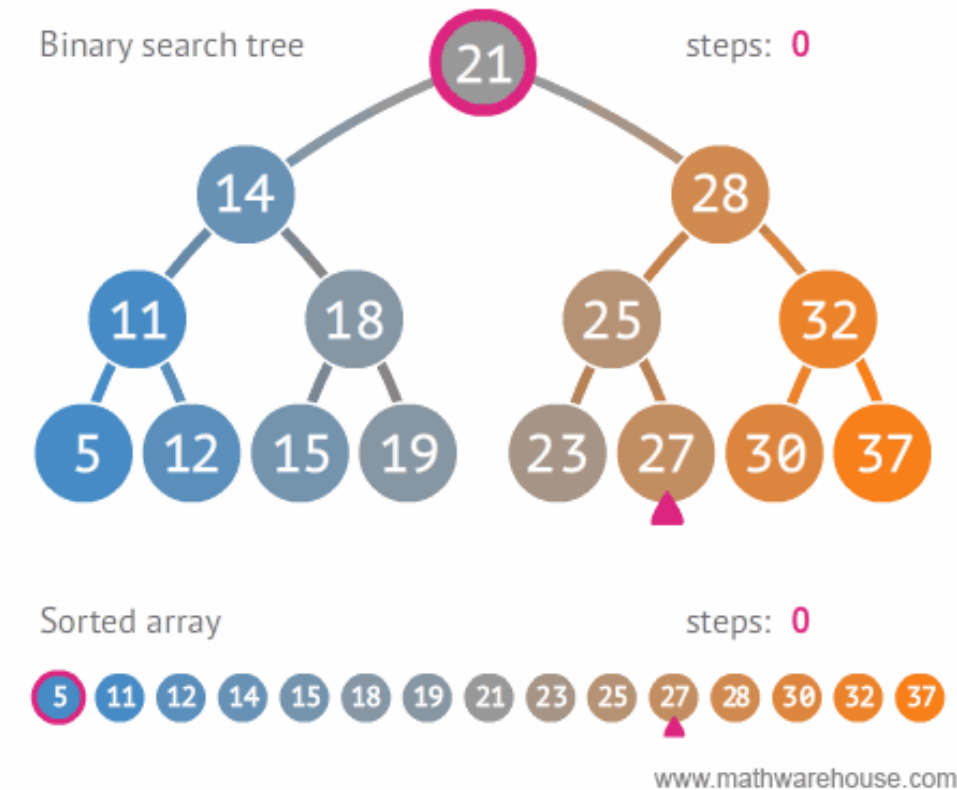 Binary search tree steps: 0
21
14 28
11 18 25 32
5 12 15 19 23 27 30 37
Sorted array steps: 0
5 11 12 14 15 18 19 21 23 25 27 28 30 32 37
www.mathwarehouse.com